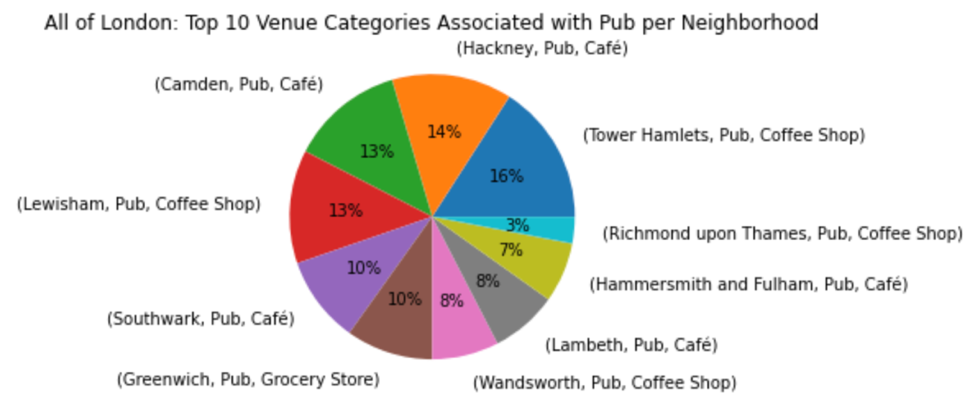 All of London: Top 10 Venue Categories Associated with Pub per Neighborhood
(Hackney, Pub, Café)
(Camden, Pub, Café)
14%
(Tower Hamlets, Pub, Coffee Shop)
13%
16%
(Lewisham, Pub, Coffee Shop)
13%
3%
(Richmond upon Thames, Pub, Coffee Shop)
7%
10%
8%
(Hammersmith and Fulham, Pub, Café)
10%
8%
(Southwark, Pub, Café)
(Lambeth, Pub, Café)
(Greenwich, Pub, Grocery Store)
(Wandsworth, Pub, Coffee Shop)